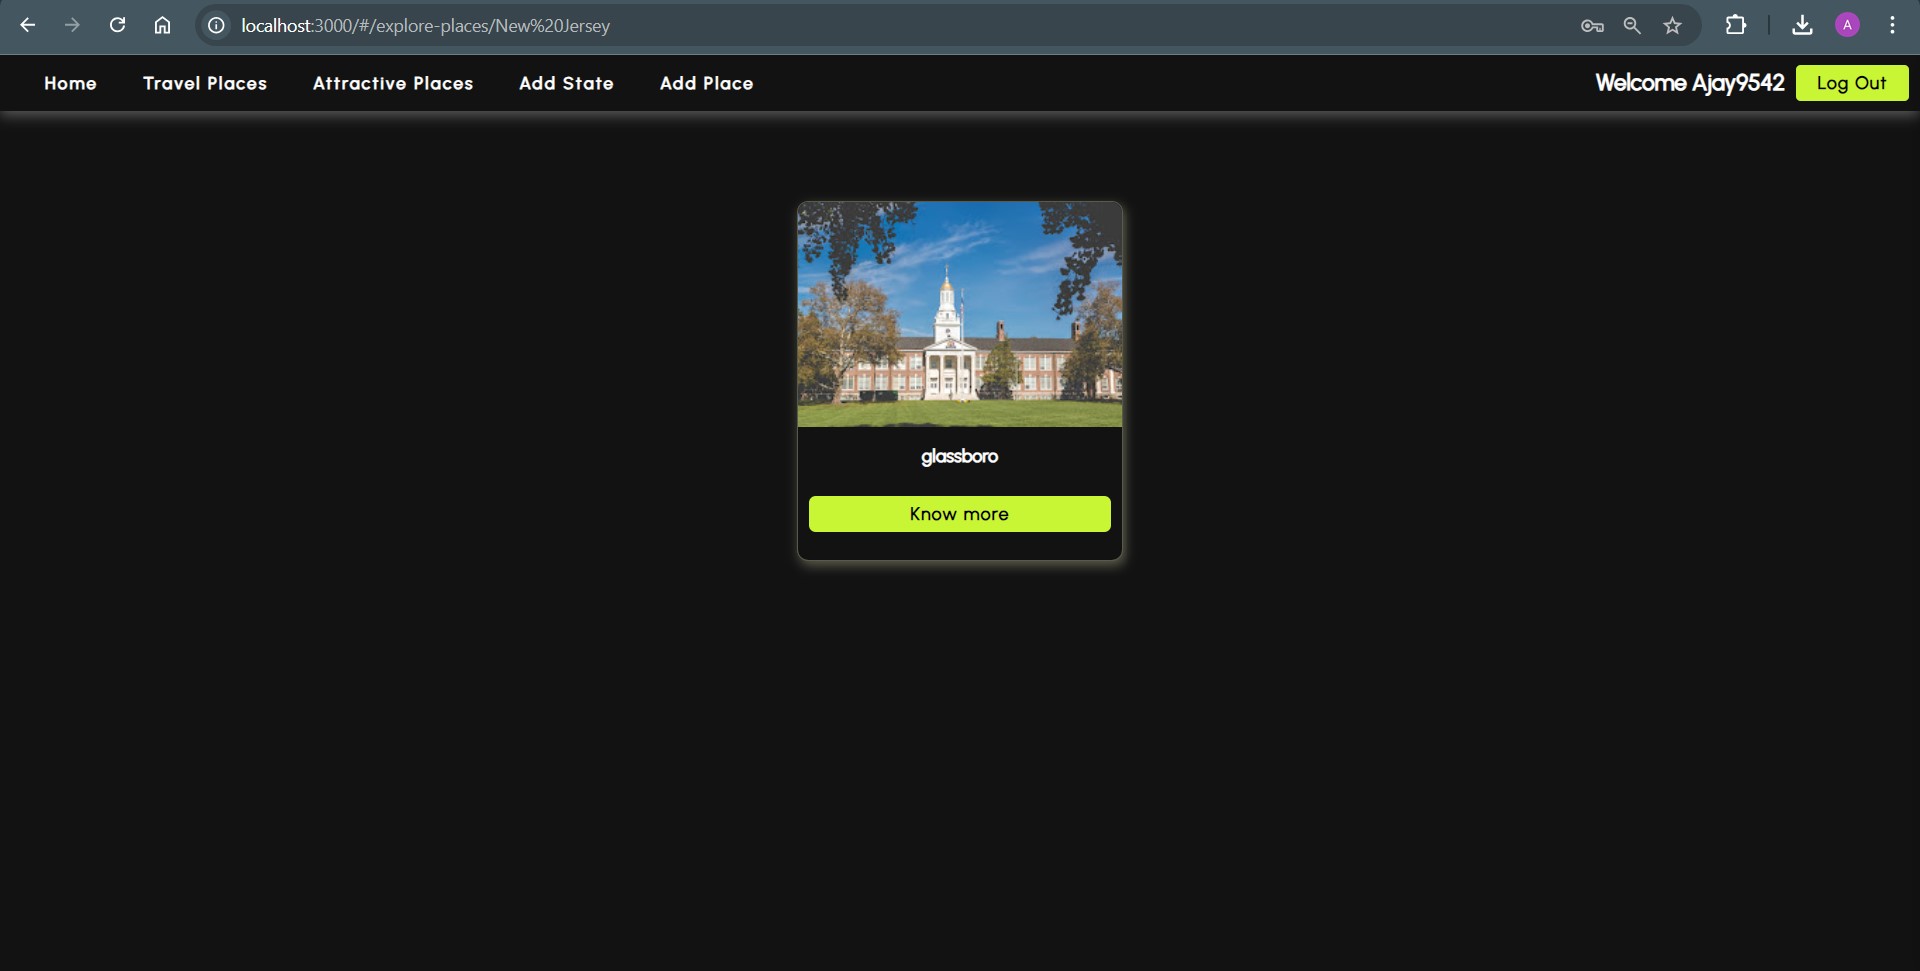 localhost:3000/#/explore-places/New%20Jersey
A
Home Travel Places Attractive Places Add State Add Place Welcome Ajay9542 Log Out
glassboro
Know more